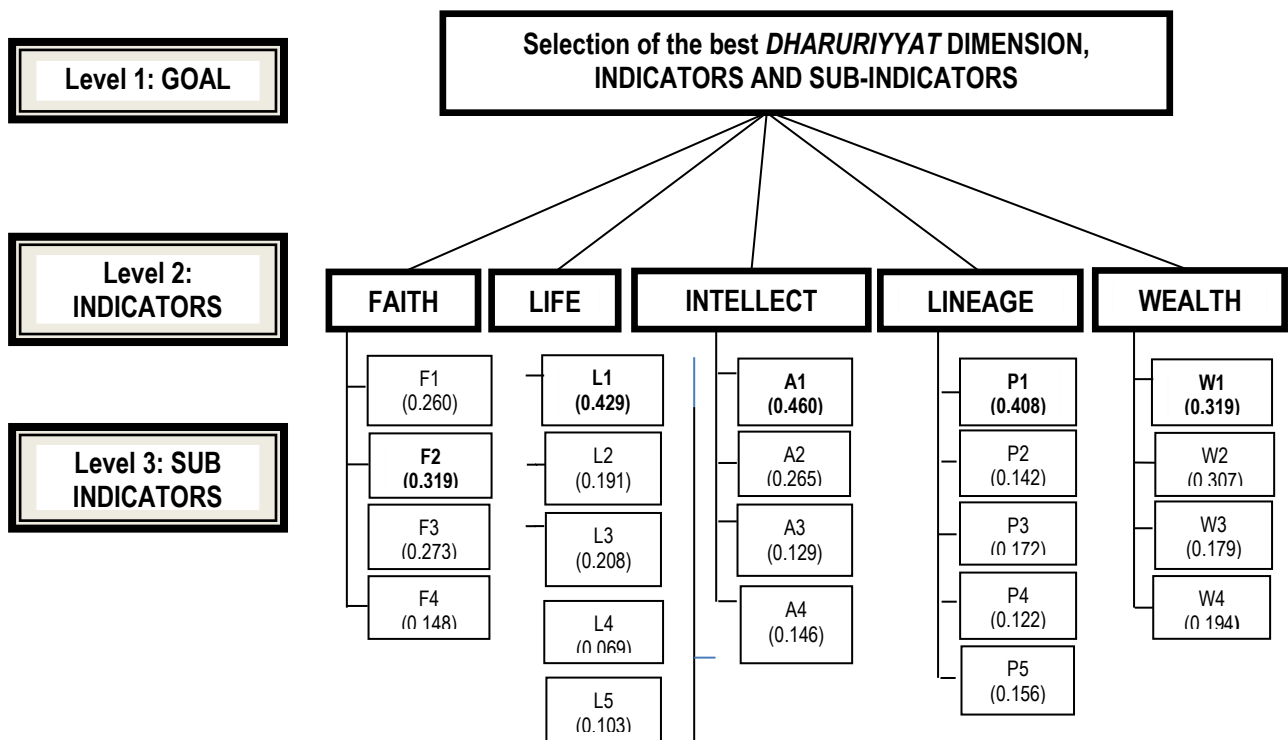 Selection of the best DHARURIYYAT DIMENSION,
INDICATORS AND SUB-INDICATORS
Level 1: GOAL
Level 2:
INDICATORS
FAITH
LIFE
INTELLECT
LINEAGE
WEALTH
Level 3: SUB
INDICATORS
F1
(0.260)
F2
(0.319)
F3
(0.273)
F4
(0.148)
L1
(0.429)
L2
(0.191)
L3
(0.208)
L4
(0.069)
L5
(0.103)
A1
(0.460)
A2
(0.265)
A3
(0.129)
A4
(0.146)
P1
(0.408)
P2
(0.142)
P3
(0.172)
P4
(0.122)
P5
(0.156)
W1
(0.319)
W2
(0.307)
W3
(0.179)
W4
(0.194)